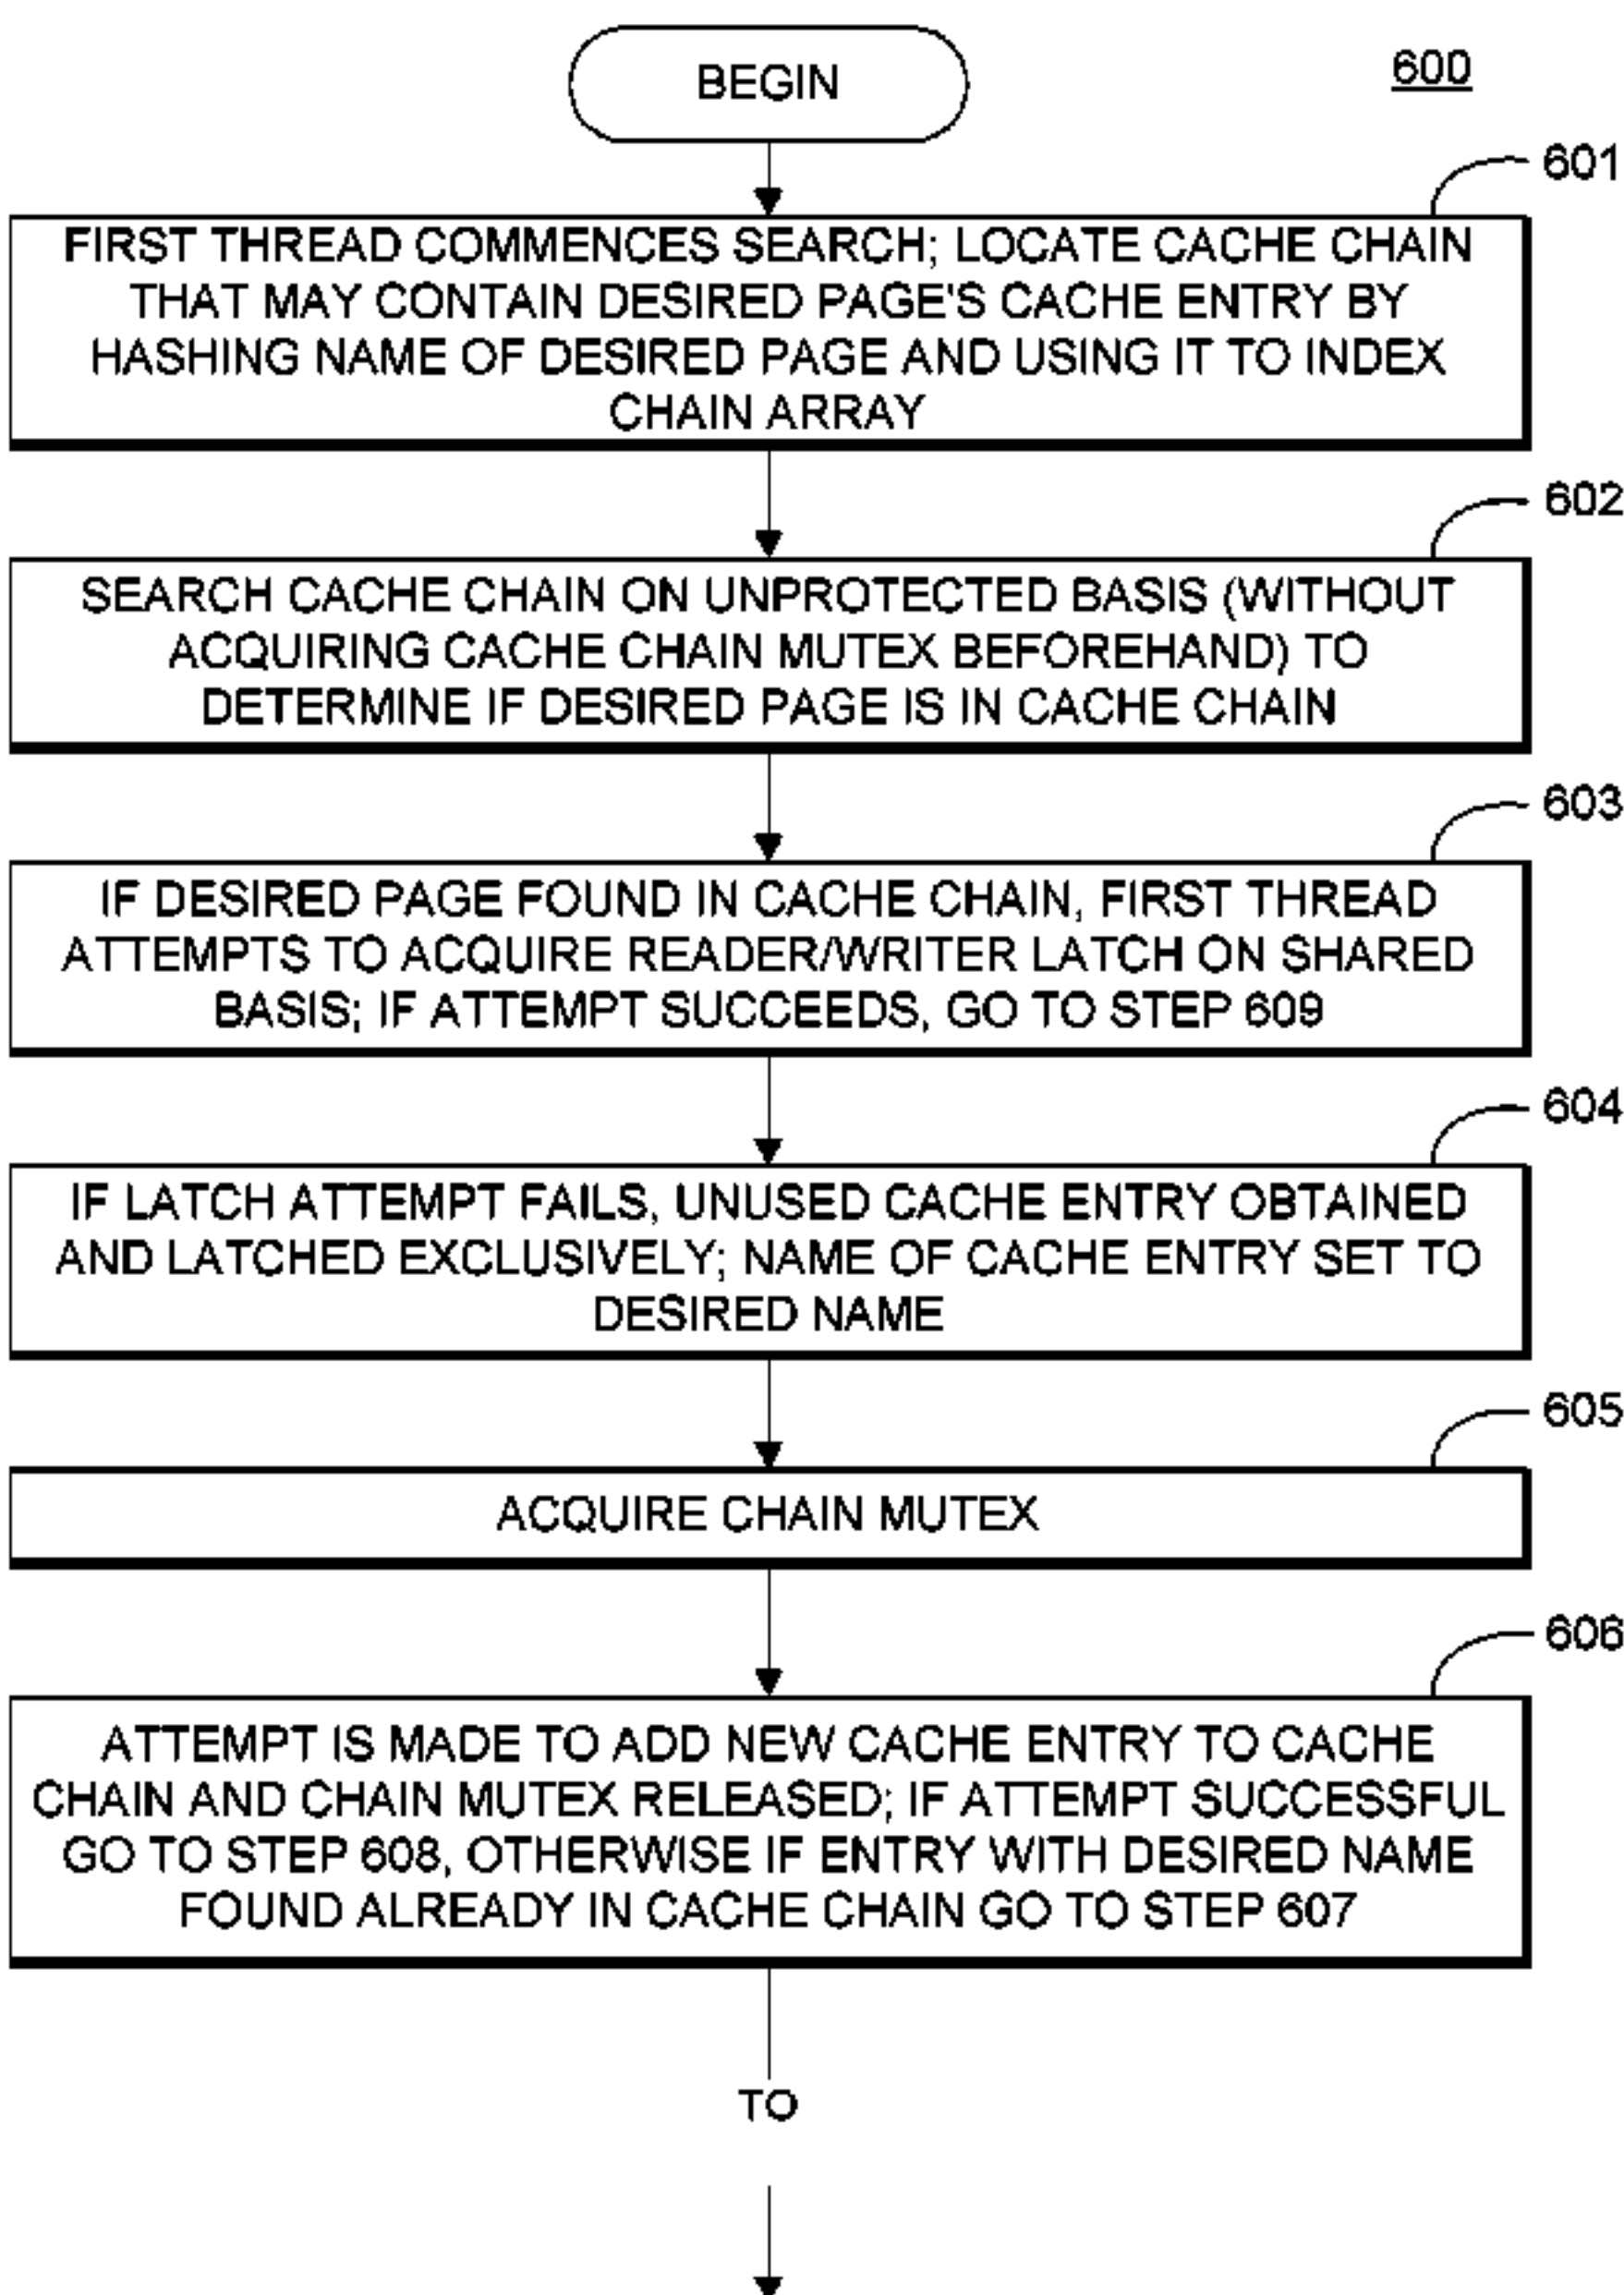 BEGIN
600
601
FIRST THREAD COMMENCES SEARCH; LOCATE CACHE CHAIN
THAT MAY CONTAIN DESIRED PAGE'S CACHE ENTRY BY
HASHING NAME OF DESIRED PAGE AND USING IT TO INDEX
CHAIN ARRAY
602
SEARCH CACHE CHAIN ON UNPROTECTED BASIS (WITHOUT
ACQUIRING CACHE CHAIN MUTEX BEFOREHAND) TO
DETERMINE IF DESIRED PAGE IS IN CACHE CHAIN
603
IF DESIRED PAGE FOUND IN CACHE CHAIN, FIRST THREAD
ATTEMPTS TO ACQUIRE READER/WRITER LATCH ON SHARED
BASIS; IF ATTEMPT SUCCEEDS, GO TO STEP 609
604
IF LATCH ATTEMPT FAILS, UNUSED CACHE ENTRY OBTAINED
AND LATCHED EXCLUSIVELY; NAME OF CACHE ENTRY SET TO
DESIRED NAME
605
ACQUIRE CHAIN MUTEX
606
ATTEMPT IS MADE TO ADD NEW CACHE ENTRY TO CACHE
CHAIN AND CHAIN MUTEX RELEASED; IF ATTEMPT SUCCESSFUL
GO TO STEP 608, OTHERWISE IF ENTRY WITH DESIRED NAME
FOUND ALREADY IN CACHE CHAIN GO TO STEP 607
TO